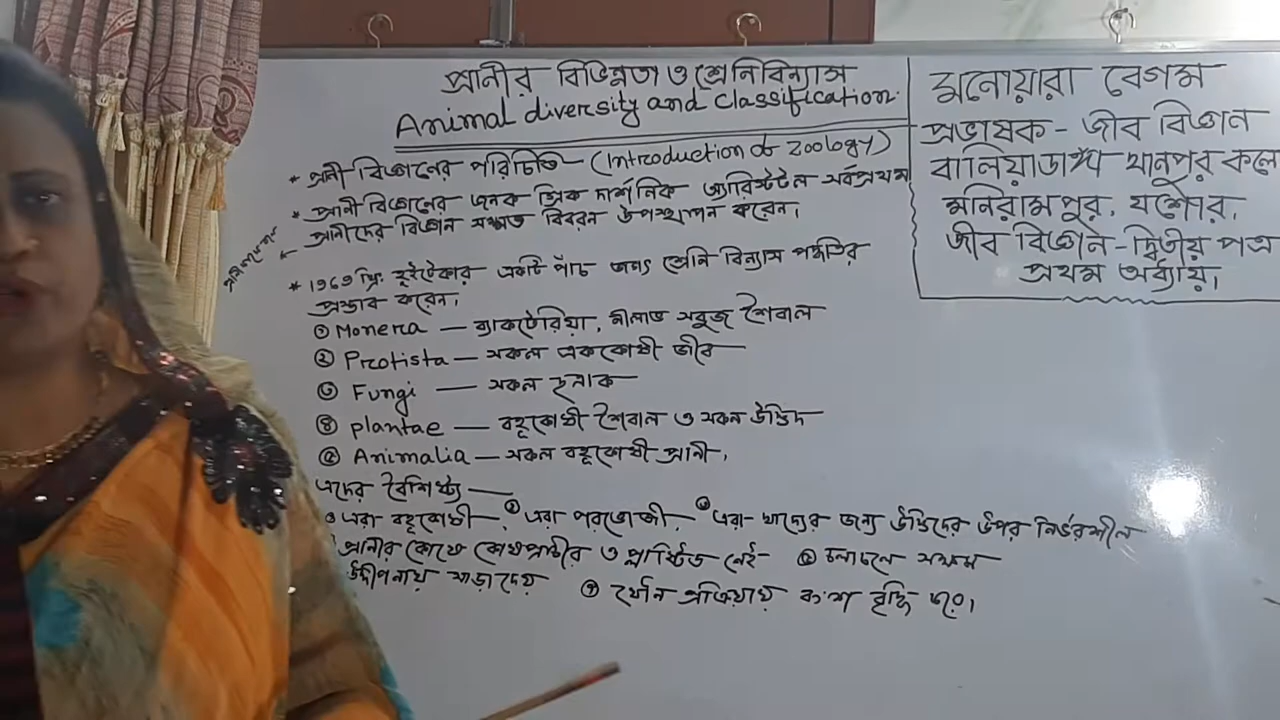 প্রানীর বিভিন্নতা ও শ্রেনিবিন্যাস
Animal diversity and classification.
* প্রানী বিজ্ঞানের পরিচিতি - (Introduction of Zoology)
* প্রানী বিজ্ঞানের জনক গ্রিক দার্শনিক অ্যারিস্টটল সর্বপ্রথম
প্রানীদের বিজ্ঞান সম্মত বিবরন উপস্থাপন করেন।
* ১৯৬৯ খ্রি: হুইটেকার একটি পাঁচ জগৎ শ্রেনি বিন্যাস পদ্ধতির
প্রস্তাব করেন।
① Monera — ব্যাকটেরিয়া, নীলাভ সবুজ শৈবাল
② Protista — সকল এককোষী জীব
③ Fungi — সকল ছত্রাক
④ plantae — বহুকোষী শৈবাল ও সকল উদ্ভিদ
⑤ Animalia — সকল বহুকোষী প্রানী,
এদের বৈশিষ্ট্য —
① এরা বহুকোষী, ② এরা পরভোজী, ③ এরা খাদ্যের জন্য উদ্ভিদের উপর নির্ভরশীল
প্রানীর কোষে কোষপ্রাচীর ও প্লাস্টিড নেই - ⑤ চলাচলে সক্ষম
উদ্দীপনায় সাড়া দেয় ⑦ যৌন প্রক্রিয়ায় বংশ বৃদ্ধি করে।
মনোয়ারা বেগম
প্রভাষক - জীব বিজ্ঞান
বালিয়াডাঙ্গা খানপুর কলে
মনিরামপুর, যশোর,
জীব বিজ্ঞান - দ্বিতীয় পত্র
প্রথম অধ্যায়,